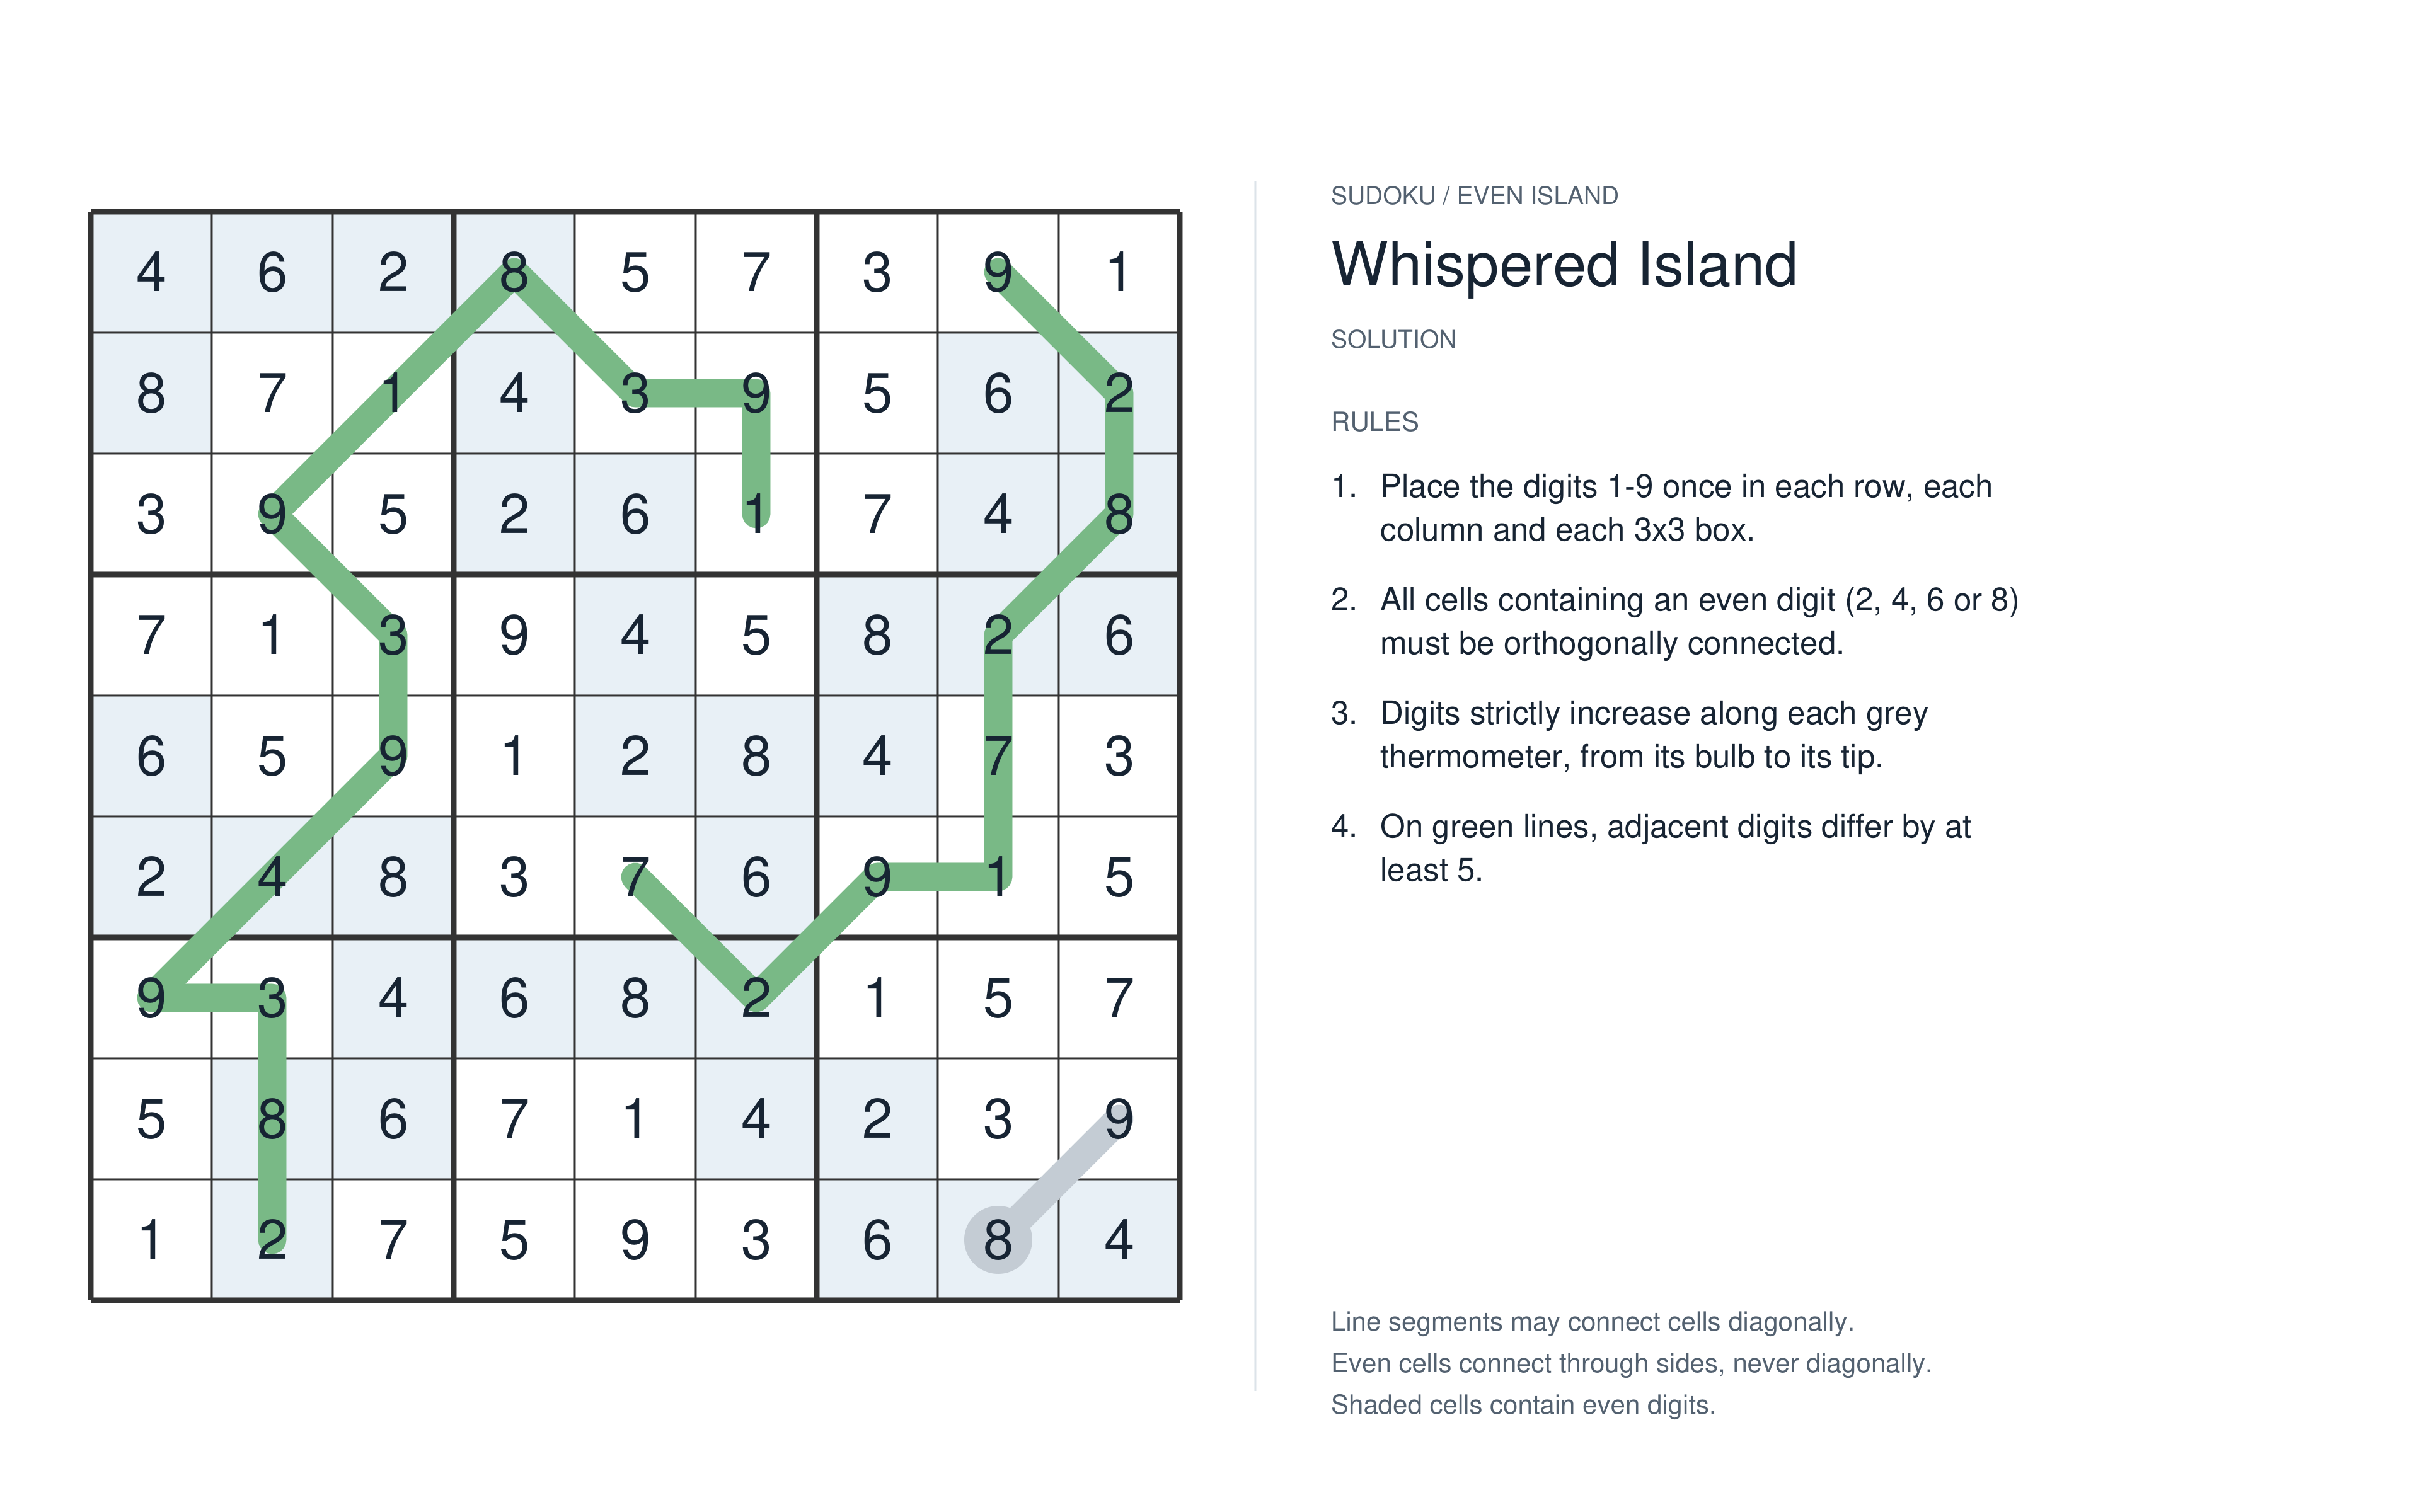 4 6 2 8 5 7 3 9 1
8 7 1 4 3 9 5 6 2
3 9 5 2 6 1 7 4 8
7 1 3 9 4 5 8 2 6
6 5 9 1 2 8 4 7 3
2 4 8 3 7 6 9 1 5
9 3 4 6 8 2 1 5 7
5 8 6 7 1 4 2 3 9
1 2 7 5 9 3 6 8 4
SUDOKU / EVEN ISLAND
Whispered Island
SOLUTION
RULES
1. Place the digits 1-9 once in each row, each
column and each 3x3 box.
2. All cells containing an even digit (2, 4, 6 or 8)
must be orthogonally connected.
3. Digits strictly increase along each grey
thermometer, from its bulb to its tip.
4. On green lines, adjacent digits differ by at
least 5.
Line segments may connect cells diagonally.
Even cells connect through sides, never diagonally.
Shaded cells contain even digits.